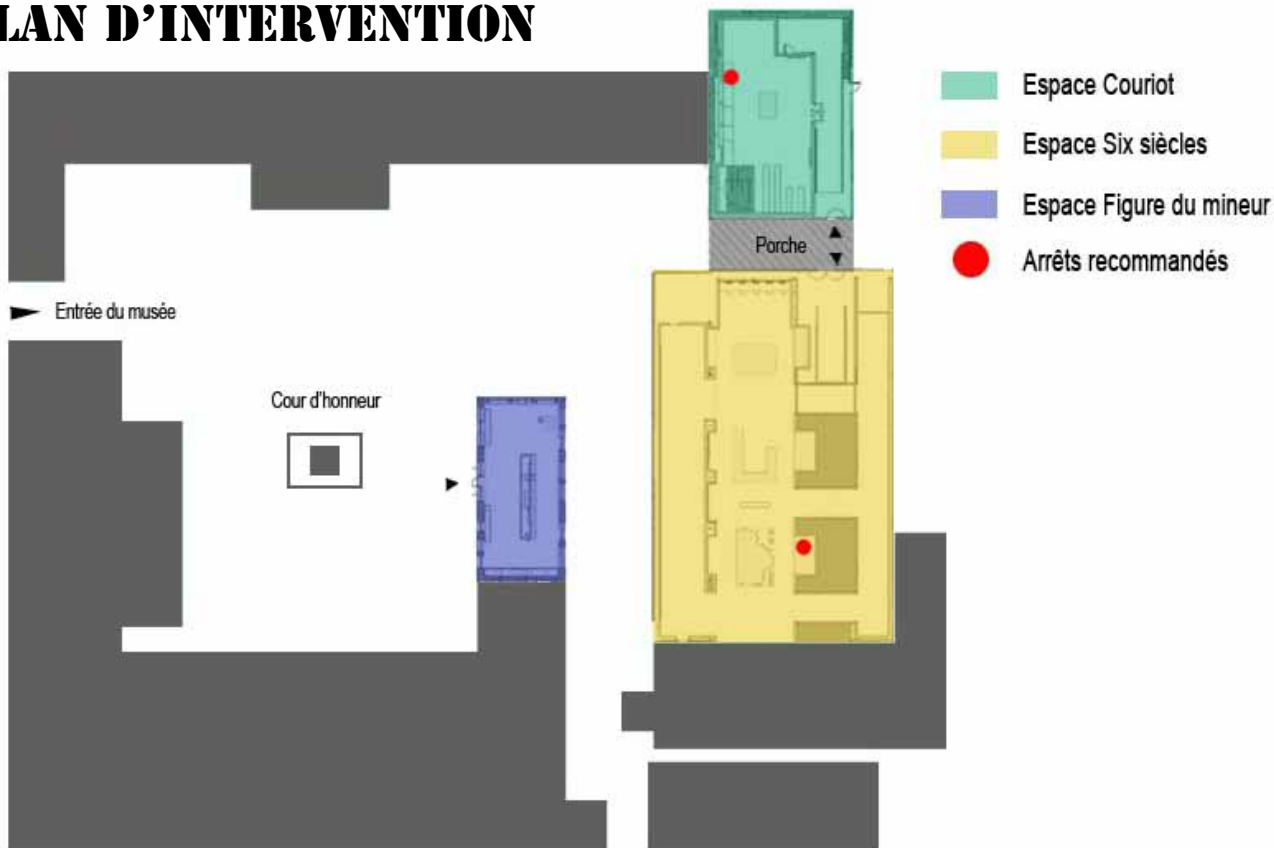 LAN D'INTERVENTION
Espace Couriot
Espace Six siècles
Espace Figure du mineur
Arrêts recommandés
Porche
Entrée du musée
Cour d'honneur